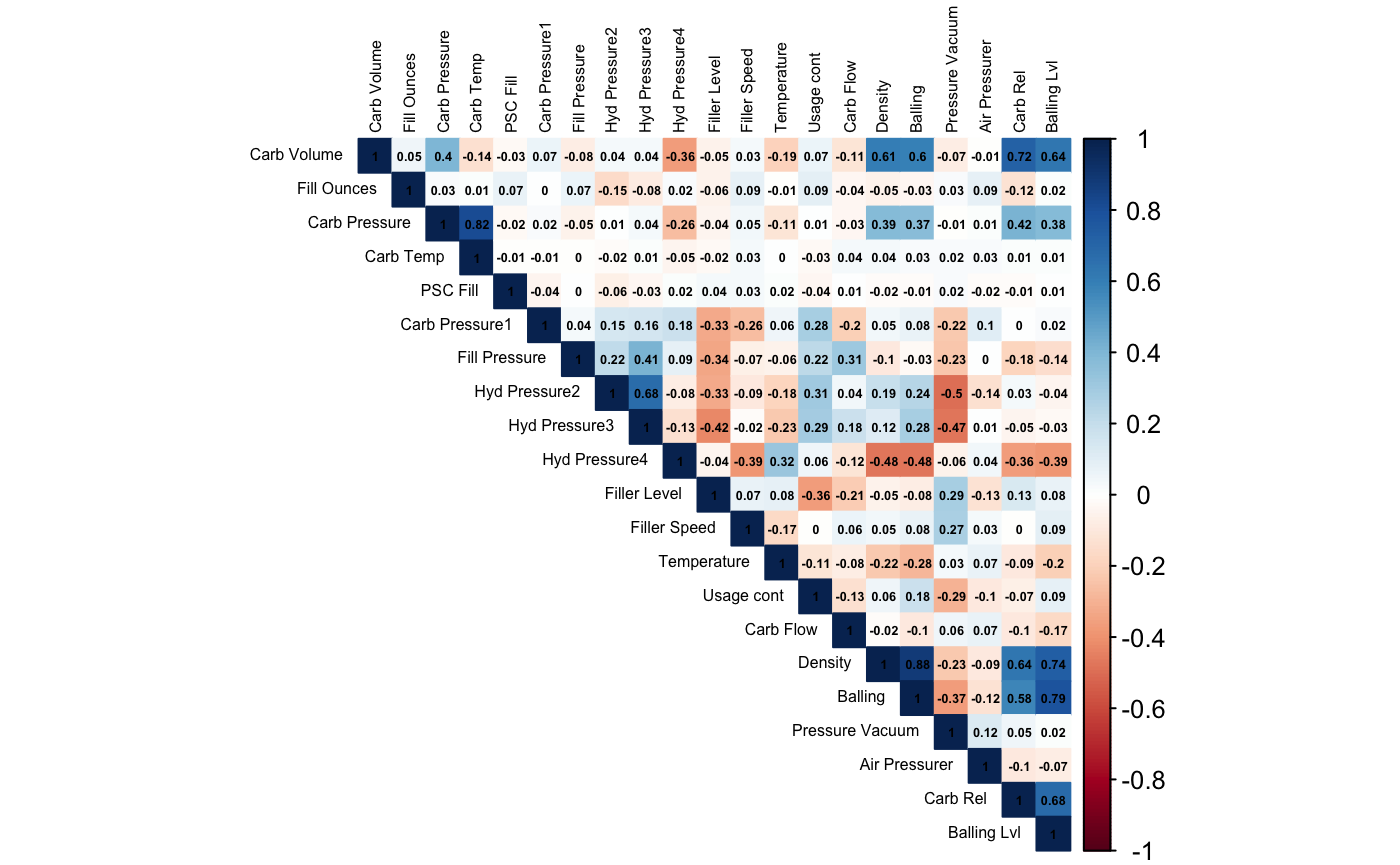 Carb Volume Fill Ounces Carb Pressure Carb Temp PSC Fill Carb Pressure1 Fill Pressure Hyd Pressure2 Hyd Pressure3 Hyd Pressure4 Filler Level Filler Speed Temperature Usage cont Carb Flow Density Balling Pressure Vacuum Air Pressurer Carb Rel Balling Lvl
Carb Volume 1 0.05 0.4 -0.14 -0.03 0.07 -0.08 0.04 0.04 -0.36 -0.05 0.03 -0.19 0.07 -0.11 0.61 0.6 -0.07 -0.01 0.72 0.64
Fill Ounces 1 0.03 0.01 0.07 0 0.07 -0.15 -0.08 0.02 -0.06 0.09 -0.01 0.09 -0.04 -0.05 -0.03 0.03 0.09 -0.12 0.02
Carb Pressure 1 0.82 -0.02 0.02 -0.05 0.01 0.04 -0.26 -0.04 0.05 -0.11 0.01 -0.03 0.39 0.37 -0.01 0.01 0.42 0.38
Carb Temp 1 -0.01 -0.01 0 -0.02 0.01 -0.05 -0.02 0.03 0 -0.03 0.04 0.04 0.03 0.02 0.03 0.01 0.01
PSC Fill 1 -0.04 0 -0.06 -0.03 0.02 0.04 0.03 0.02 -0.04 0.01 -0.02 -0.01 0.02 -0.02 -0.01 0.01
Carb Pressure1 1 0.04 0.15 0.16 0.18 -0.33 -0.26 0.06 0.28 -0.2 0.05 0.08 -0.22 0.1 0 0.02
Fill Pressure 1 0.22 0.41 0.09 -0.34 -0.07 -0.06 0.22 0.31 -0.1 -0.03 -0.23 0 -0.18 -0.14
Hyd Pressure2 1 0.68 -0.08 -0.33 -0.09 -0.18 0.31 0.04 0.19 0.24 -0.5 -0.14 0.03 -0.04
Hyd Pressure3 1 -0.13 -0.42 -0.02 -0.23 0.29 0.18 0.12 0.28 -0.47 0.01 -0.05 -0.03
Hyd Pressure4 1 -0.04 -0.39 0.32 0.06 -0.12 -0.48 -0.48 -0.06 0.04 -0.36 -0.39
Filler Level 1 0.07 0.08 -0.36 -0.21 -0.05 -0.08 0.29 -0.13 0.13 0.08
Filler Speed 1 -0.17 0 0.06 0.05 0.08 0.27 0.03 0 0.09
Temperature 1 -0.11 -0.08 -0.22 -0.28 0.03 0.07 -0.09 -0.2
Usage cont 1 -0.13 0.06 0.18 -0.29 -0.1 -0.07 0.09
Carb Flow 1 -0.02 -0.1 0.06 0.07 -0.1 -0.17
Density 1 0.88 -0.23 -0.09 0.64 0.74
Balling 1 -0.37 -0.12 0.58 0.79
Pressure Vacuum 1 0.12 0.05 0.02
Air Pressurer 1 -0.1 -0.07
Carb Rel 1 0.68
Balling Lvl 1
1
0.8
0.6
0.4
0.2
0
-0.2
-0.4
-0.6
-0.8
-1